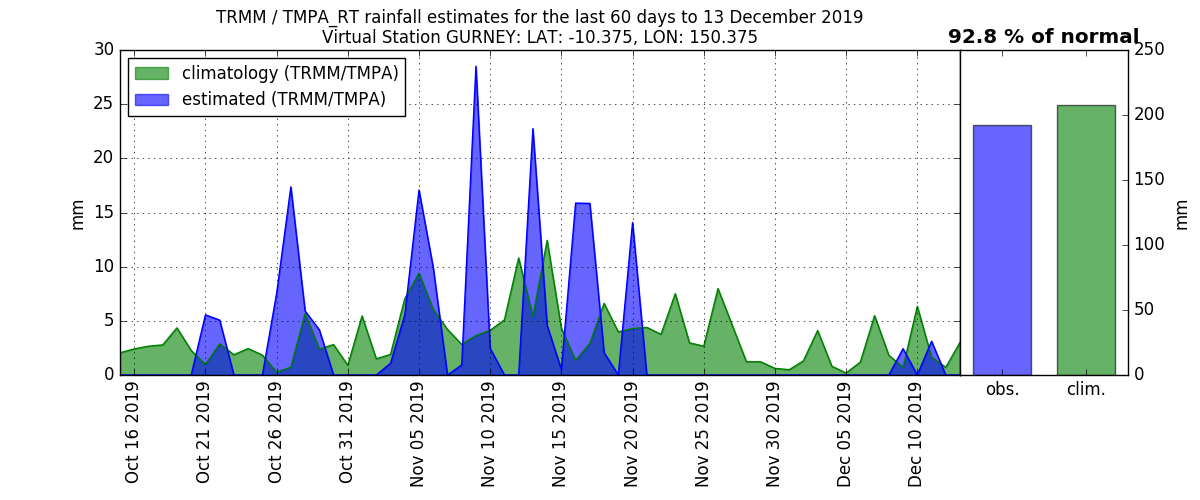 TRMM / TMPA_RT rainfall estimates for the last 60 days to 13 December 2019
Virtual Station GURNEY: LAT: -10.375, LON: 150.375
92.8 % of normal
climatology (TRMM/TMPA)
estimated (TRMM/TMPA)
30
25
20
15
10
5
0
mm
250
200
150
100
50
0
mm
Oct 16 2019
Oct 21 2019
Oct 26 2019
Oct 31 2019
Nov 05 2019
Nov 10 2019
Nov 15 2019
Nov 20 2019
Nov 25 2019
Nov 30 2019
Dec 05 2019
Dec 10 2019
obs.
clim.